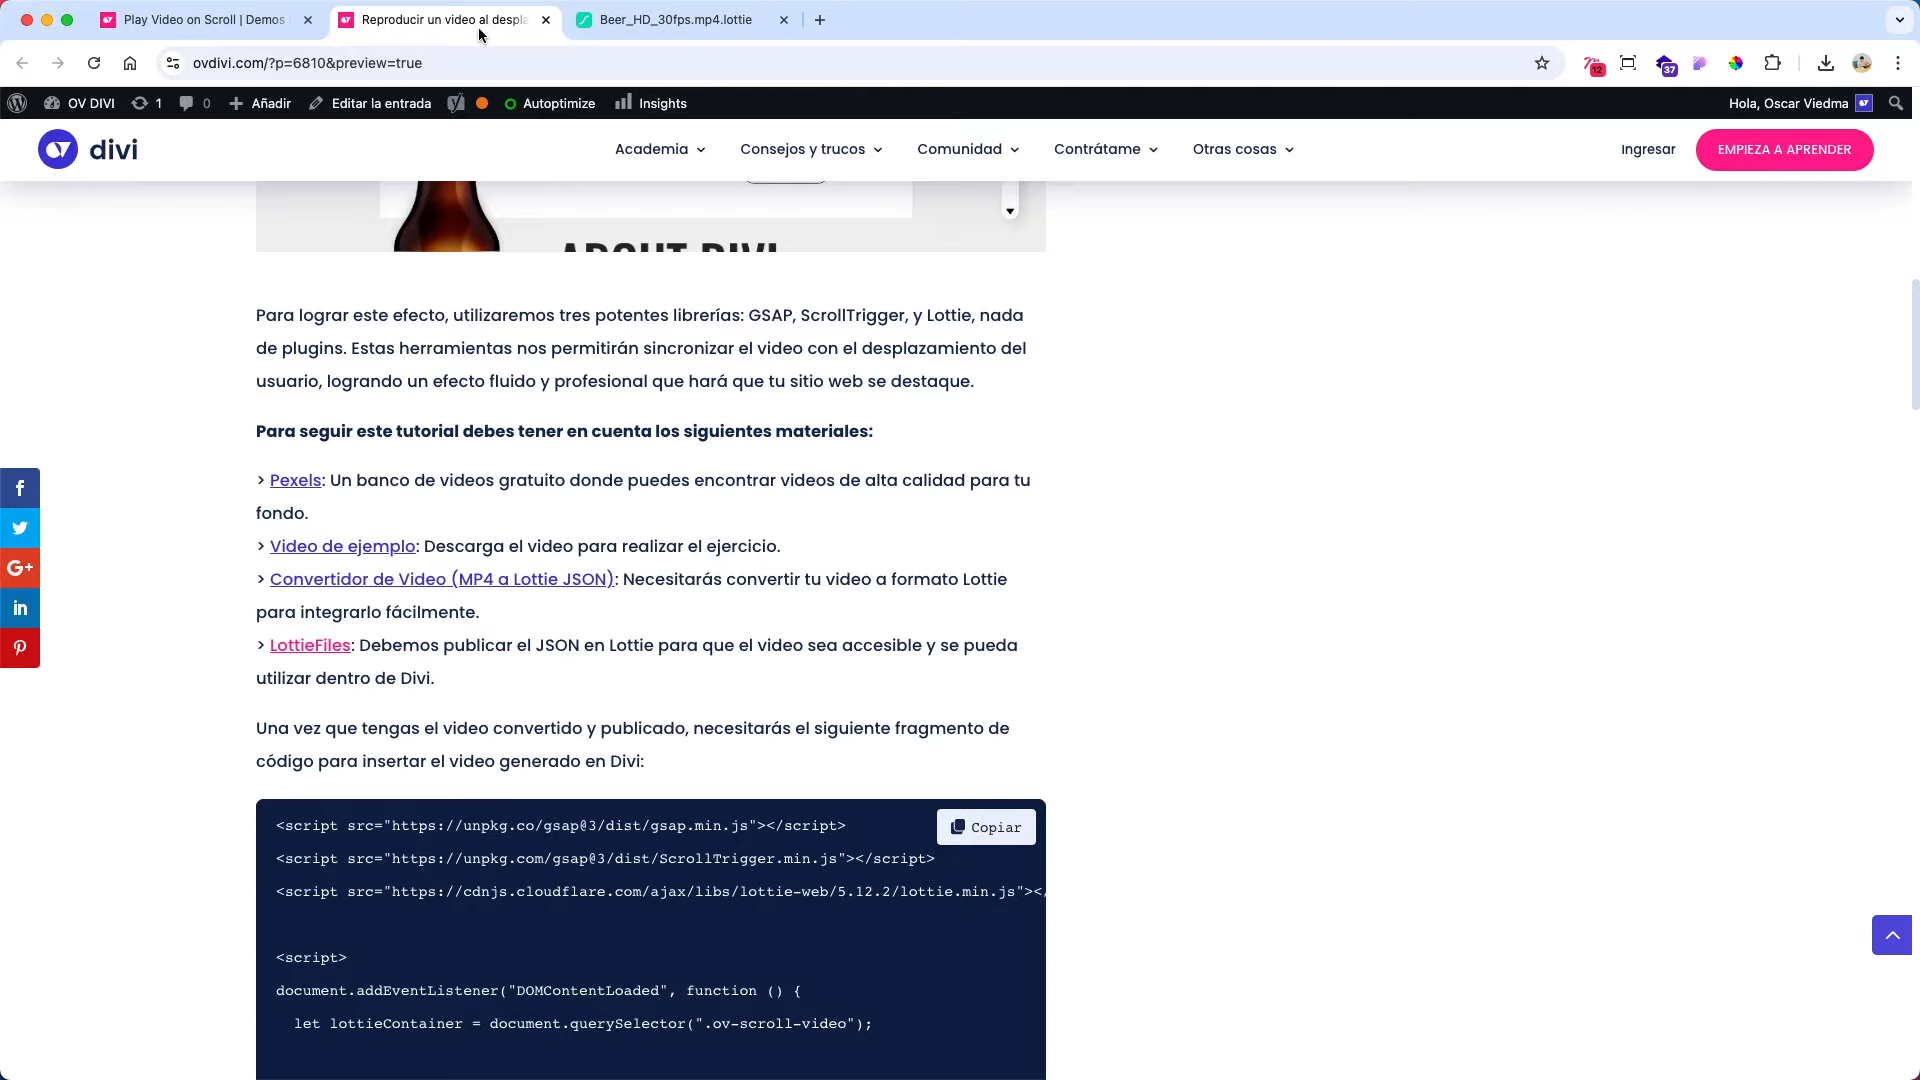 Play Video on Scroll | Demos
Reproducir un video al despla
Beer_HD_30fps.mp4.lottie
ovdivi.com/?p=6810&preview=true
12
37
OV DIVI
1
0
Añadir
Editar la entrada
Autoptimize
Insights
Hola, Oscar Viedma
divi
Academia
Consejos y trucos
Comunidad
Contrátame
Otras cosas
Ingresar
EMPIEZA A APRENDER
ABOUT DIVI
Para lograr este efecto, utilizaremos tres potentes librerías: GSAP, ScrollTrigger, y Lottie, nada
de plugins. Estas herramientas nos permitirán sincronizar el video con el desplazamiento del
usuario, logrando un efecto fluido y profesional que hará que tu sitio web se destaque.
Para seguir este tutorial debes tener en cuenta los siguientes materiales:
> Pexels: Un banco de videos gratuito donde puedes encontrar videos de alta calidad para tu
fondo.
> Video de ejemplo: Descarga el video para realizar el ejercicio.
> Convertidor de Video (MP4 a Lottie JSON): Necesitarás convertir tu video a formato Lottie
para integrarlo fácilmente.
> LottieFiles: Debemos publicar el JSON en Lottie para que el video sea accesible y se pueda
utilizar dentro de Divi.
Una vez que tengas el video convertido y publicado, necesitarás el siguiente fragmento de
código para insertar el video generado en Divi:
Copiar
<script src="https://unpkg.co/gsap@3/dist/gsap.min.js"></script>
<script src="https://unpkg.com/gsap@3/dist/ScrollTrigger.min.js"></script>
<script src="https://cdnjs.cloudflare.com/ajax/libs/lottie-web/5.12.2/lottie.min.js"></
<script>
document.addEventListener("DOMContentLoaded", function () {
let lottieContainer = document.querySelector(".ov-scroll-video");